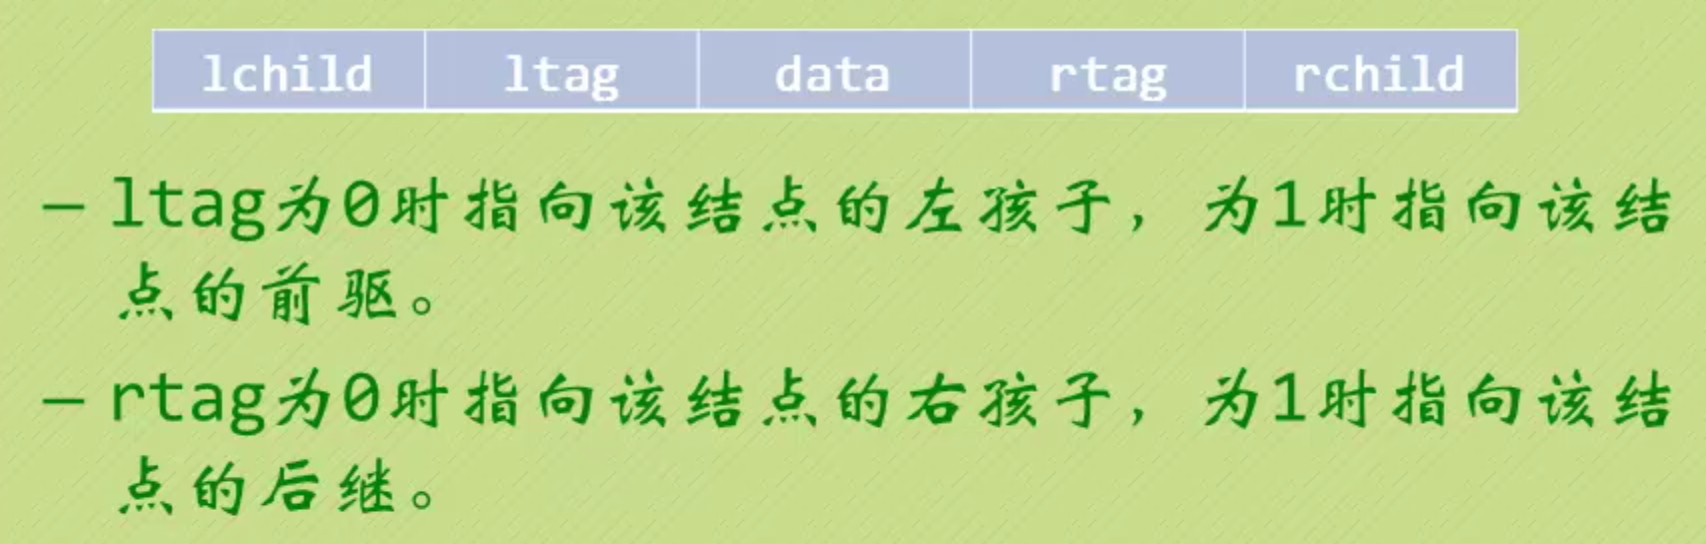 lchild ltag data rtag rchild
– ltag为0时指向该结点的左孩子，为1时指向该结
点的前驱。
– rtag为0时指向该结点的右孩子，为1时指向该结
点的后继。